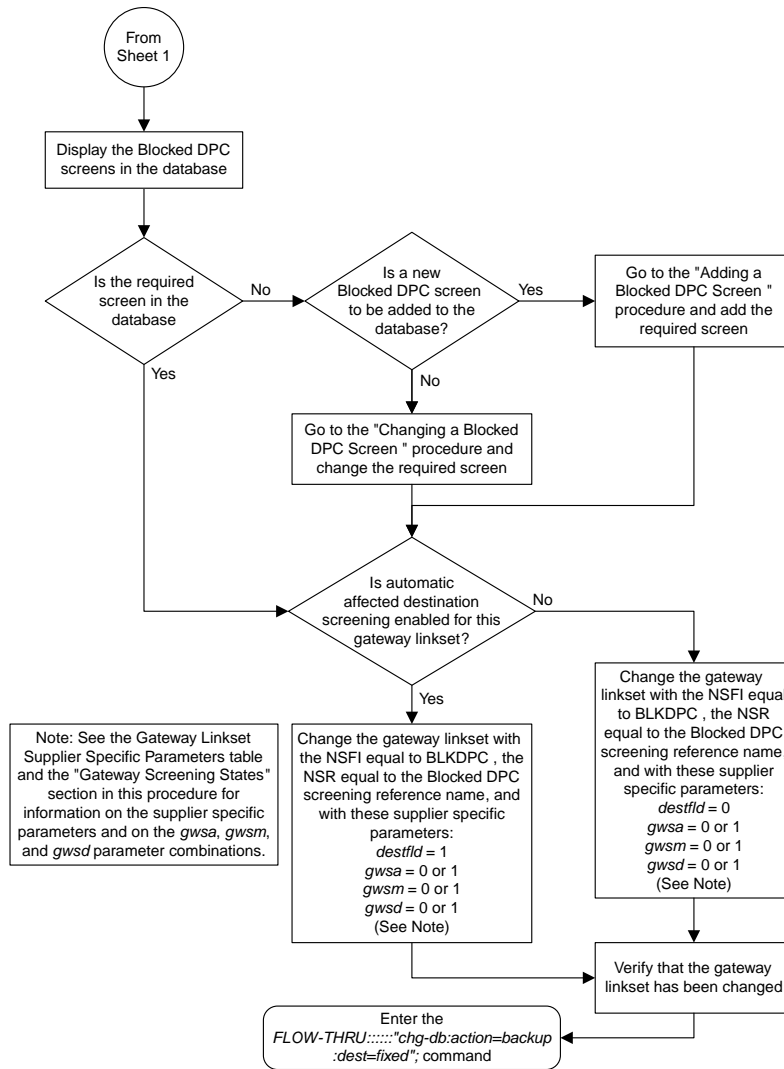 From
Sheet 1
Display the Blocked DPC
screens in the database
Is the required
screen in the
database
No
Yes
Is a new
Blocked DPC screen
to be added to the
database?
Yes
No
Go to the "Adding a
Blocked DPC Screen "
procedure and add the
required screen
Go to the "Changing a Blocked
DPC Screen " procedure and
change the required screen
Is automatic
affected destination
screening enabled for this
gateway linkset?
No
Yes
Note: See the Gateway Linkset
Supplier Specific Parameters table
and the "Gateway Screening States"
section in this procedure for
information on the supplier specific
parameters and on the gwsa, gwsm,
and gwsd parameter combinations.
Change the gateway linkset with
the NSFI equal to BLKDPC , the
NSR equal to the Blocked DPC
screening reference name, and
with these supplier specific
parameters:
destfld = 1
gwsa = 0 or 1
gwsm = 0 or 1
gwsd = 0 or 1
(See Note)
Change the gateway
linkset with the NSFI equal
to BLKDPC , the NSR
equal to the Blocked DPC
screening reference name
and with these supplier
specific parameters:
destfld = 0
gwsa = 0 or 1
gwsm = 0 or 1
gwsd = 0 or 1
(See Note)
Verify that the gateway
linkset has been changed
Enter the
FLOW-THRU::::::"chg-db:action=backup
:dest=fixed"; command